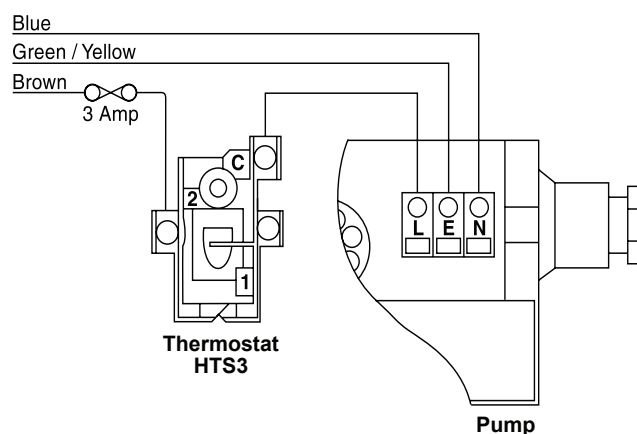 Blue
Green / Yellow
Brown
3 Amp
C
2
L E N
1
Thermostat
HTS3
Pump